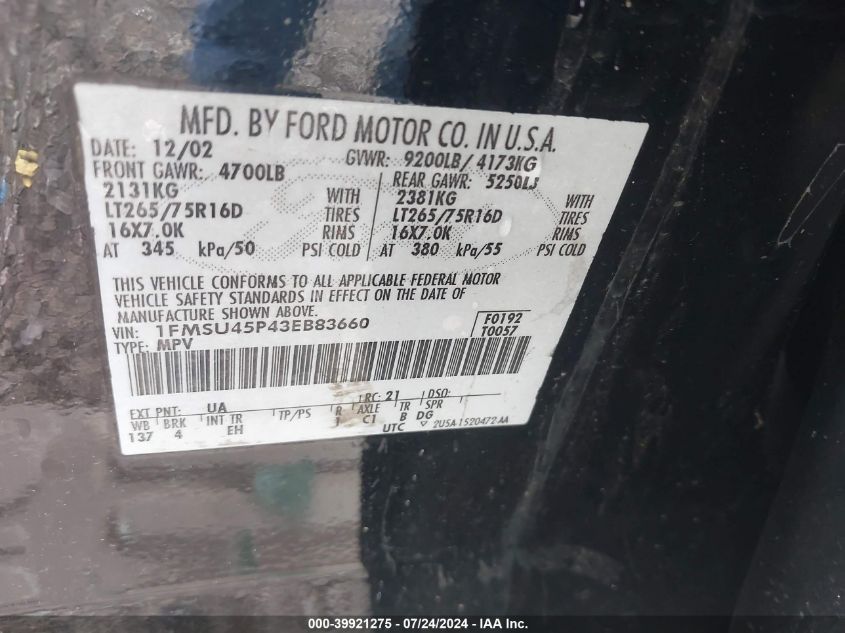 MFD. BY FORD MOTOR CO. IN U.S.A.
DATE: 12/02 GVWR: 9200LB/ 4173KG
FRONT GAWR: 4700LB REAR GAWR: 5250LB
2131KG WITH 2381KG WITH
LT265/75R16D TIRES LT265/75R16D TIRES
16X7.0K RIMS 16X7.0K RIMS
AT 345 kPa/50 PSI COLD AT 380 kPa/55 PSI COLD
THIS VEHICLE CONFORMS TO ALL APPLICABLE FEDERAL MOTOR
VEHICLE SAFETY STANDARDS IN EFFECT ON THE DATE OF
MANUFACTURE SHOWN ABOVE.
VIN: 1FMSU45P43EB83660 F0192
TYPE: MPV T0057
EXT PNT: UA RC: 21 DSO:
WB BRK INT TR TP/PS R AXLE TR SPR
137 4 EH 1 C1 B DG
UTC ▽ 2U5A-1520472-AA
000-39921275 - 07/24/2024 - IAA Inc.